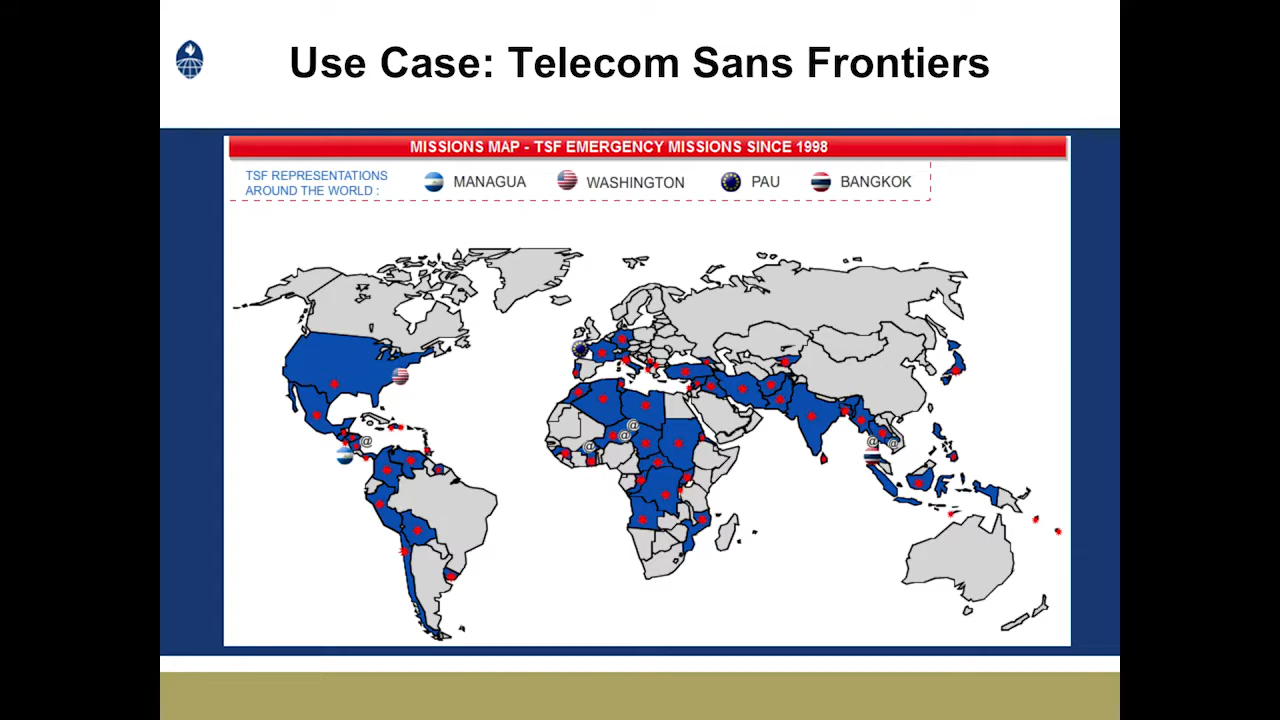 Use Case: Telecom Sans Frontiers
MISSIONS MAP - TSF EMERGENCY MISSIONS SINCE 1998
TSF REPRESENTATIONS
AROUND THE WORLD :
MANAGUA
WASHINGTON
PAU
BANGKOK
@
@
@
@
@
@